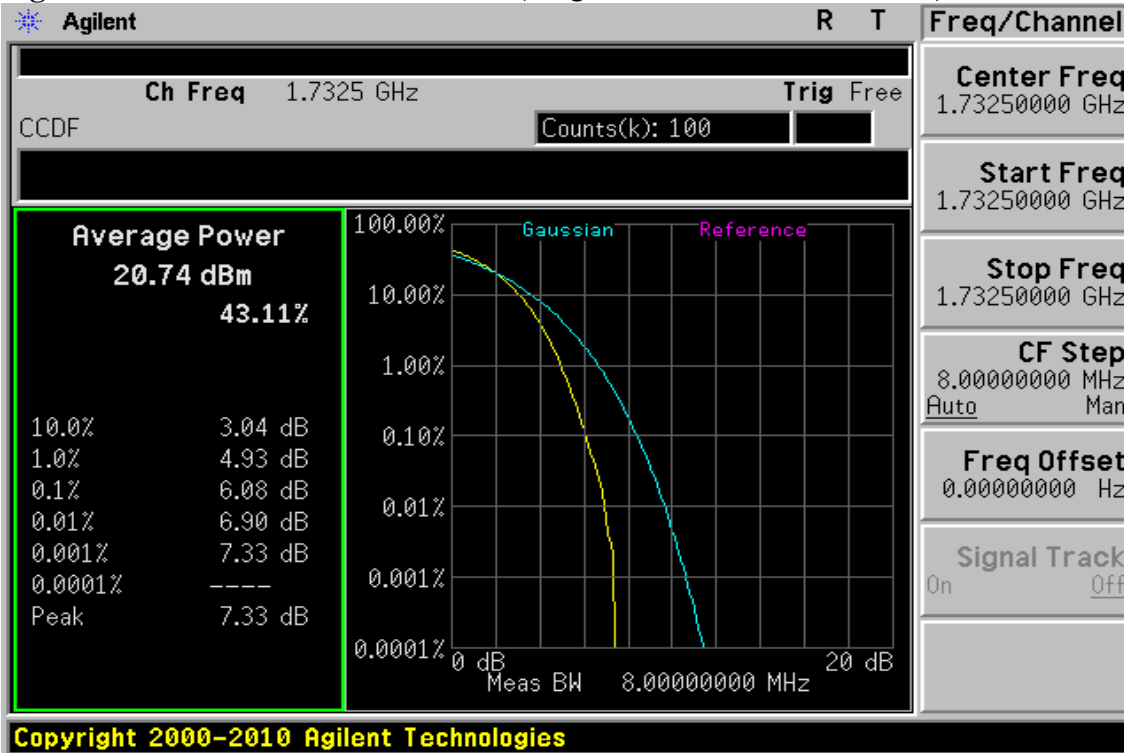 Agilent R T
Freq/Channel
Ch Freq 1.7325 GHz Trig Free
CCDF Counts(k): 100
Average Power
20.74 dBm
43.11%
10.0% 3.04 dB
1.0% 4.93 dB
0.1% 6.08 dB
0.01% 6.90 dB
0.001% 7.33 dB
0.0001% ----
Peak 7.33 dB
Gaussian Reference
100.00%
10.00%
1.00%
0.10%
0.01%
0.001%
0.0001%
0 dB 20 dB
Meas BW 8.00000000 MHz
Center Freq
1.73250000 GHz
Start Freq
1.73250000 GHz
Stop Freq
1.73250000 GHz
CF Step
8.00000000 MHz
Auto Man
Freq Offset
0.00000000 Hz
Signal Track
On Off
Copyright 2000-2010 Agilent Technologies